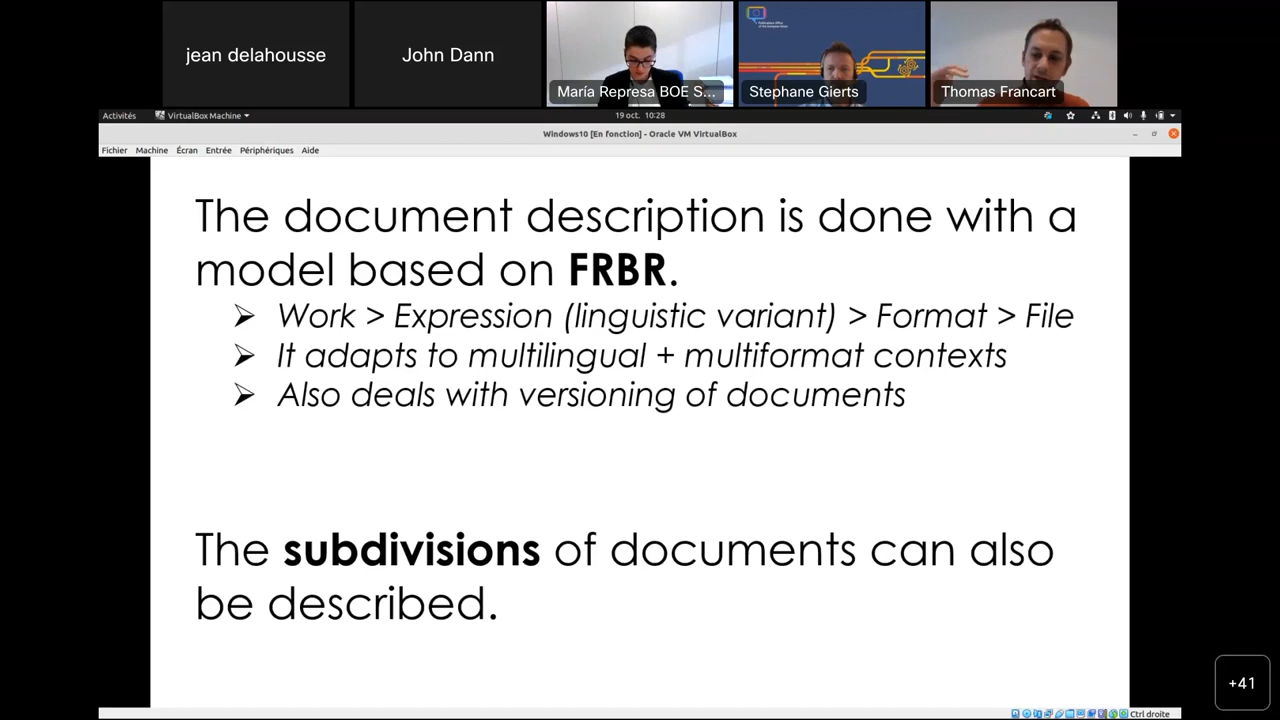 jean delahousse
John Dann
María Represa BOE S...
Stephane Gierts
Thomas Francart
Activités
VirtualBox Machine
19 oct. 10:28
Windows10 [En fonction] - Oracle VM VirtualBox
Fichier Machine Écran Entrée Périphériques Aide
The document description is done with a
model based on FRBR.
Work > Expression (linguistic variant) > Format > File
It adapts to multilingual + multiformat contexts
Also deals with versioning of documents
The subdivisions of documents can also
be described.
+41
Ctrl droite